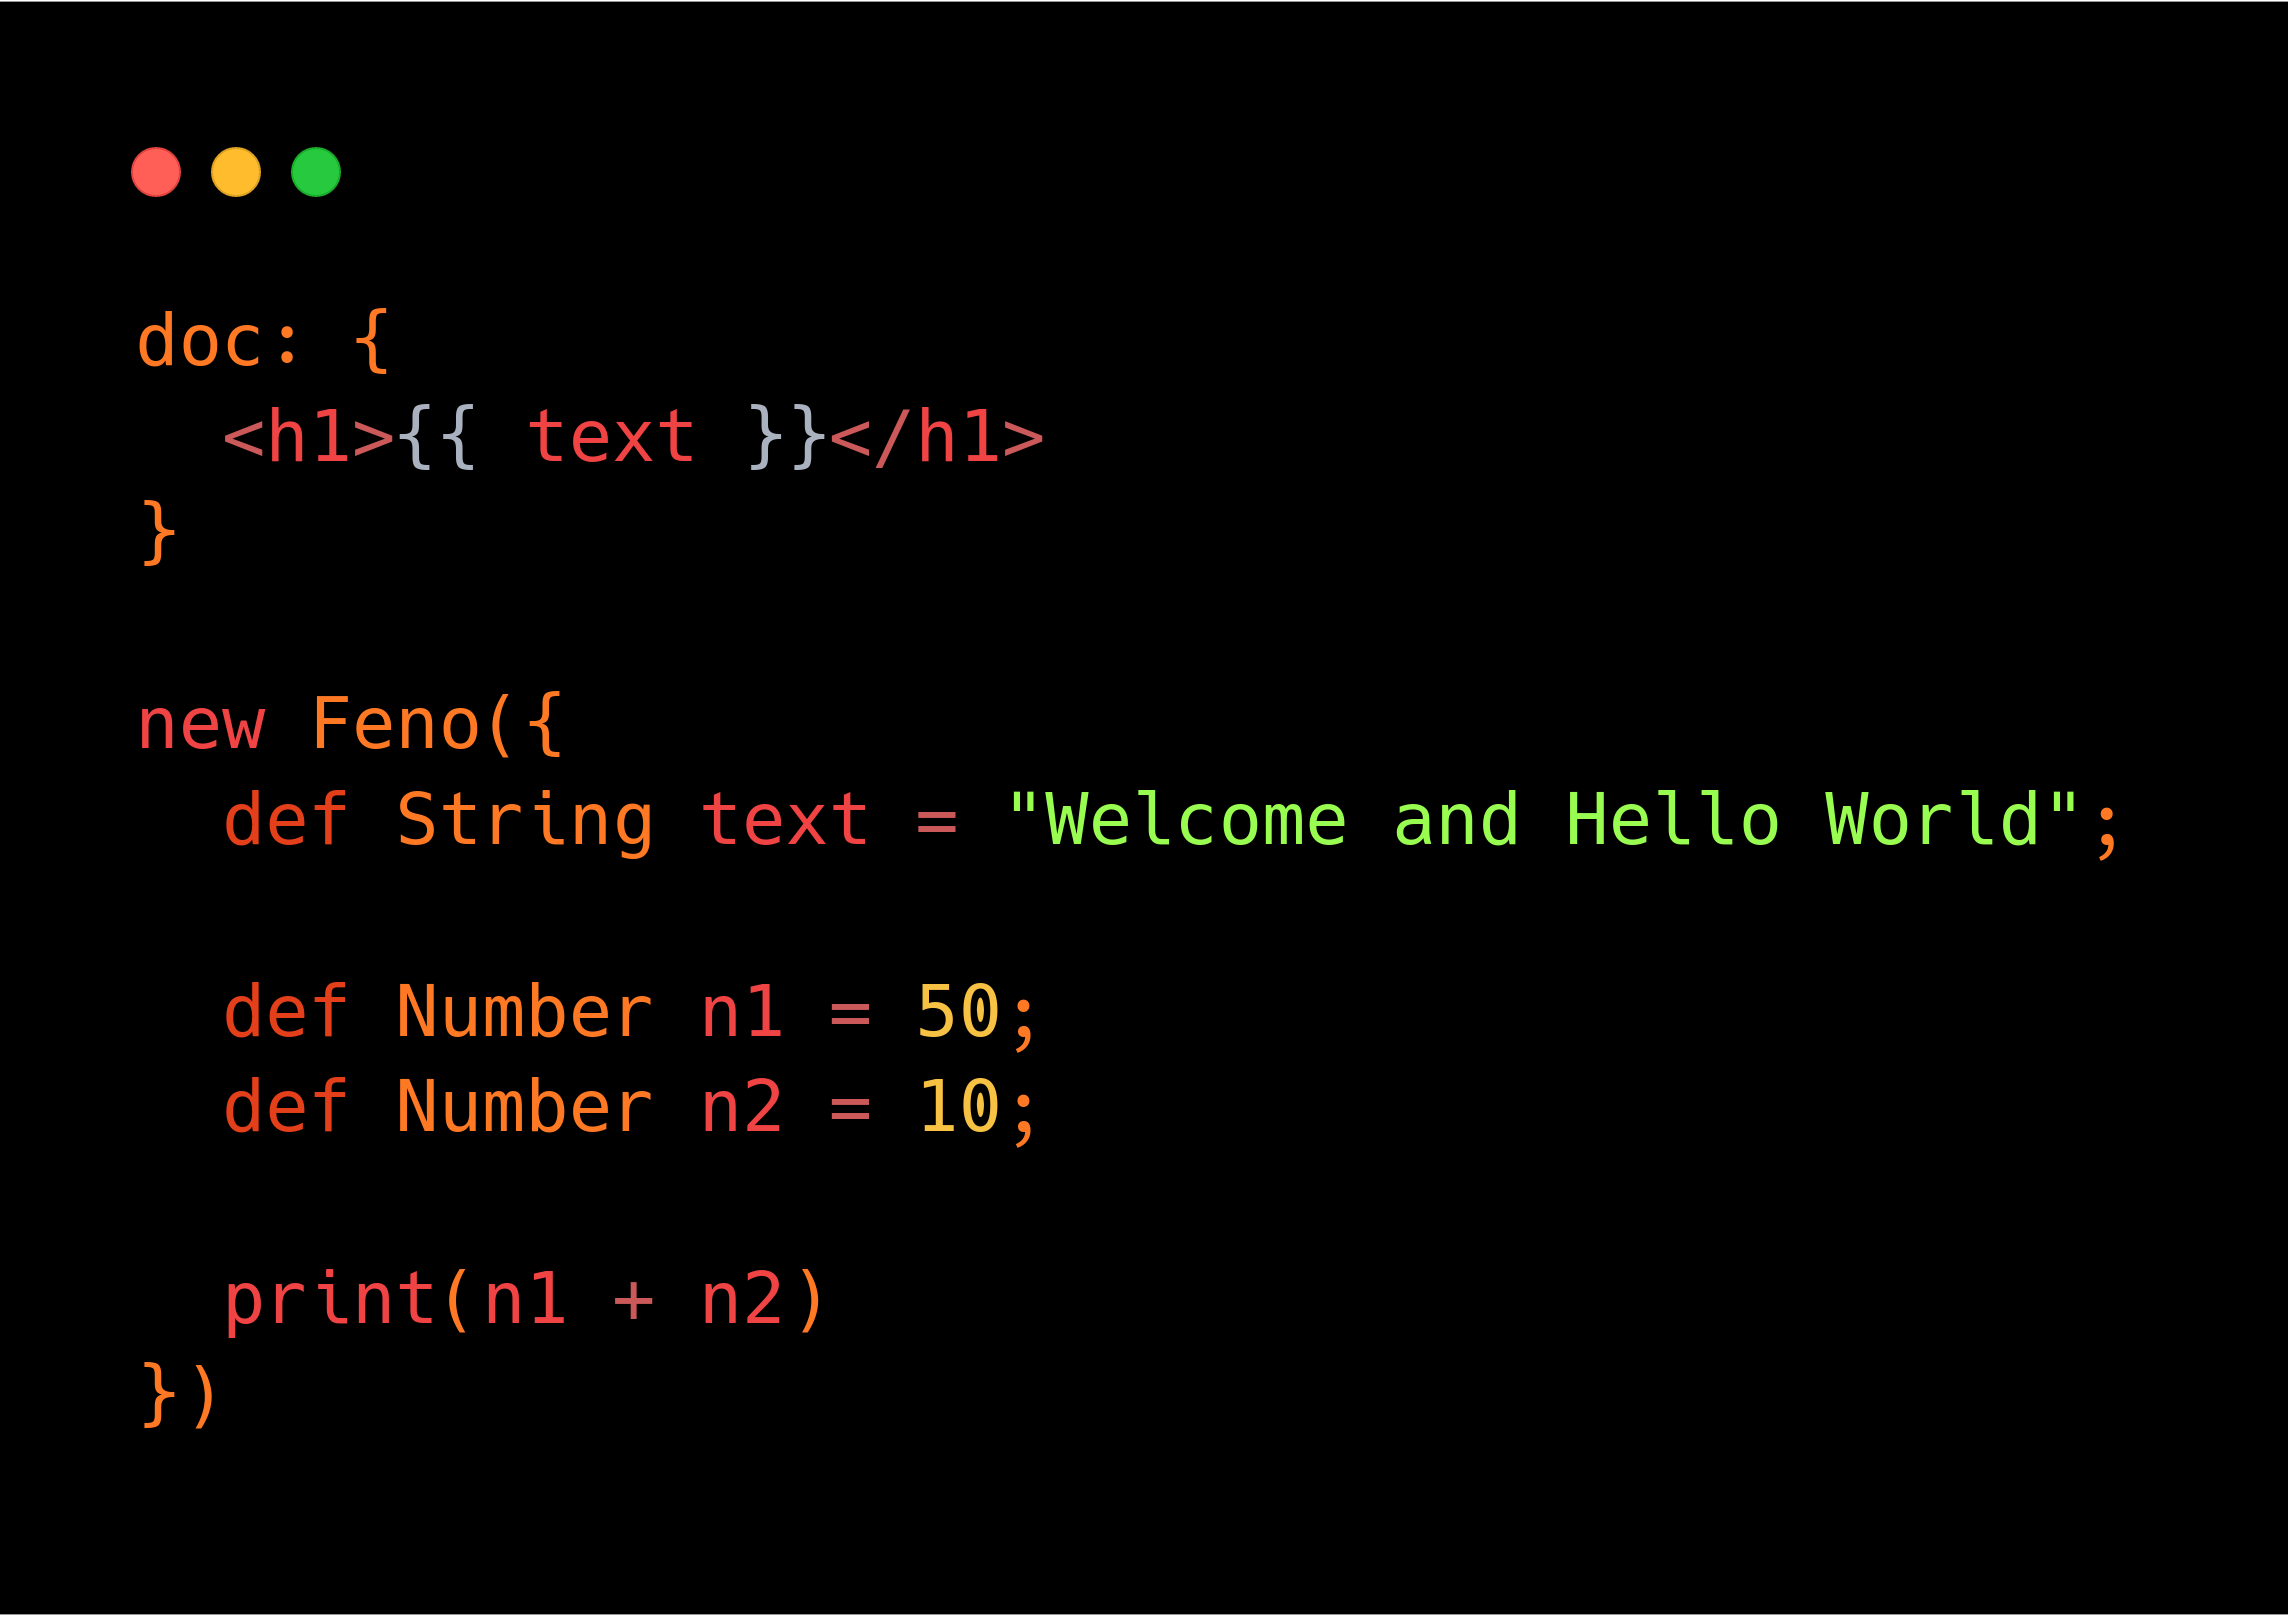 doc: {
  <h1>{{ text }}</h1>
}
new Feno({
  def String text = "Welcome and Hello World";
  def Number n1 = 50;
  def Number n2 = 10;
  print(n1 + n2)
})